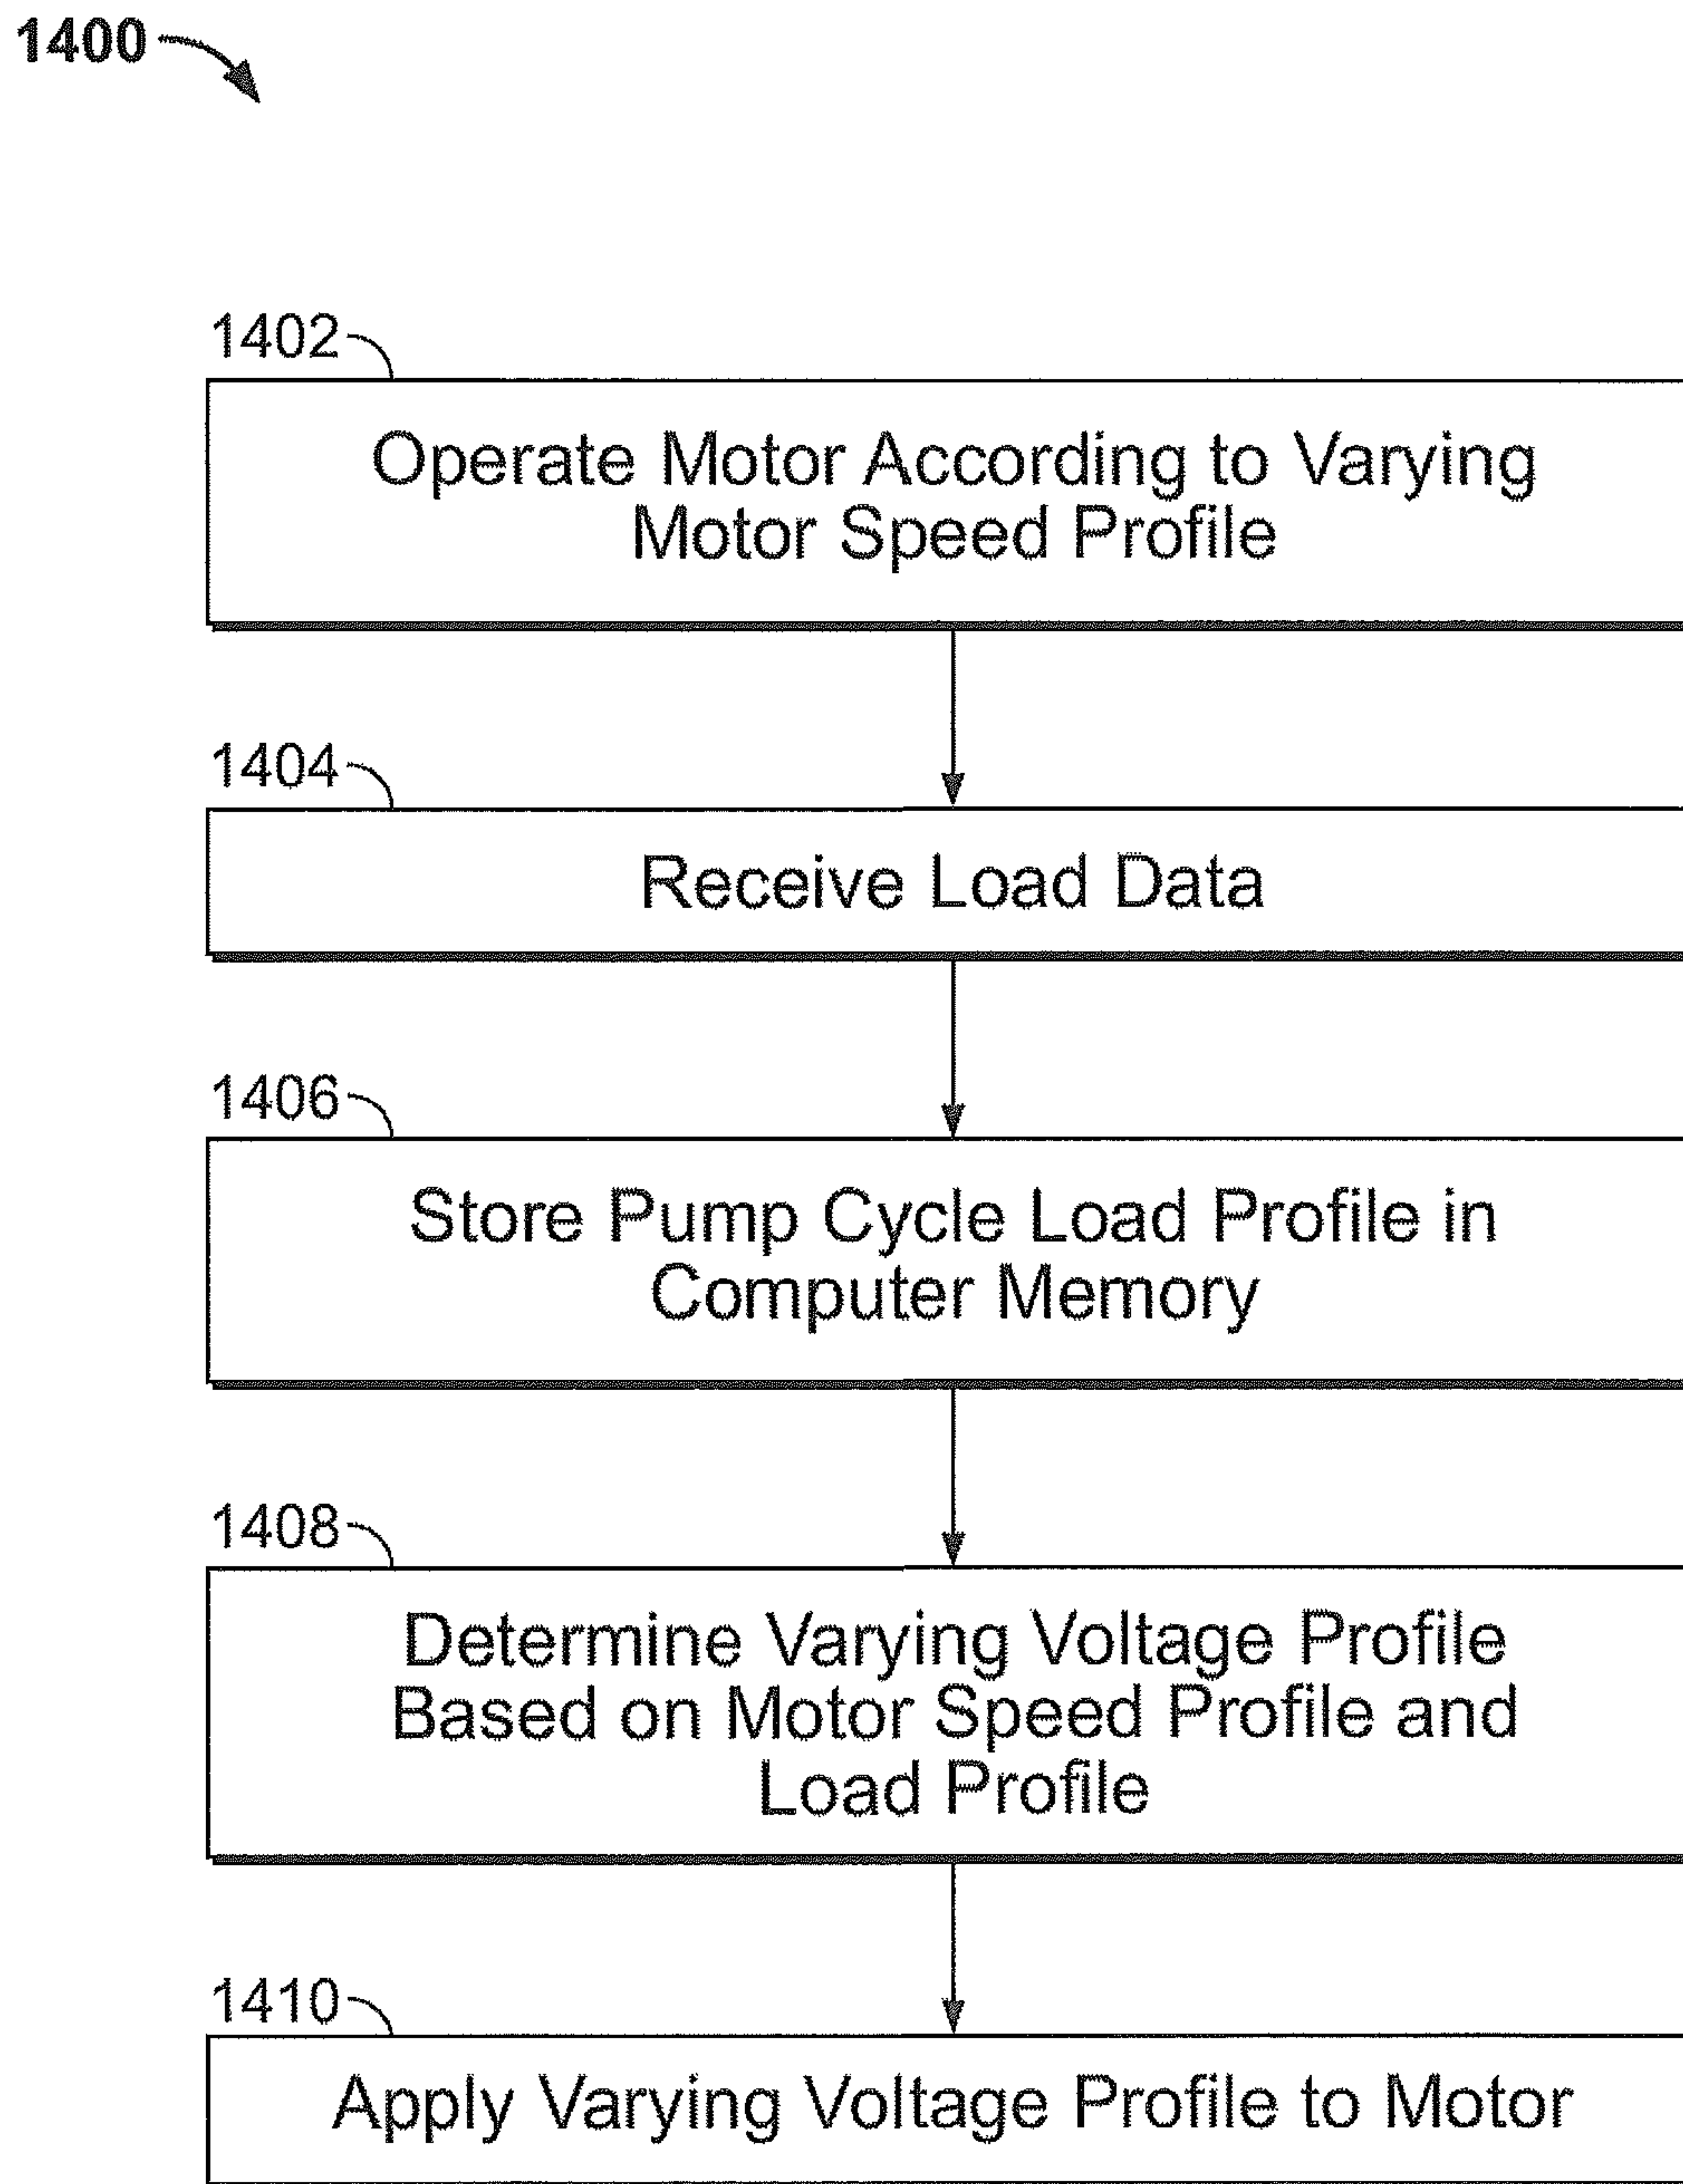 1400
1402
Operate Motor According to Varying
Motor Speed Profile
1404
Receive Load Data
1406
Store Pump Cycle Load Profile in
Computer Memory
1408
Determine Varying Voltage Profile
Based on Motor Speed Profile and
Load Profile
1410
Apply Varying Voltage Profile to Motor